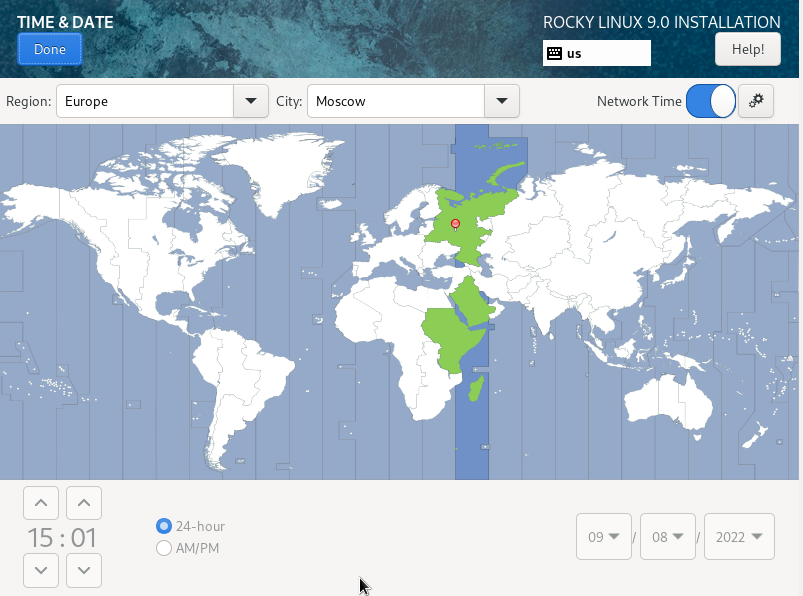 TIME & DATE
ROCKY LINUX 9.0 INSTALLATION
Done
us
Help!
Region:
Europe
City:
Moscow
Network Time
15 : 01
24-hour
AM/PM
09 / 08 / 2022